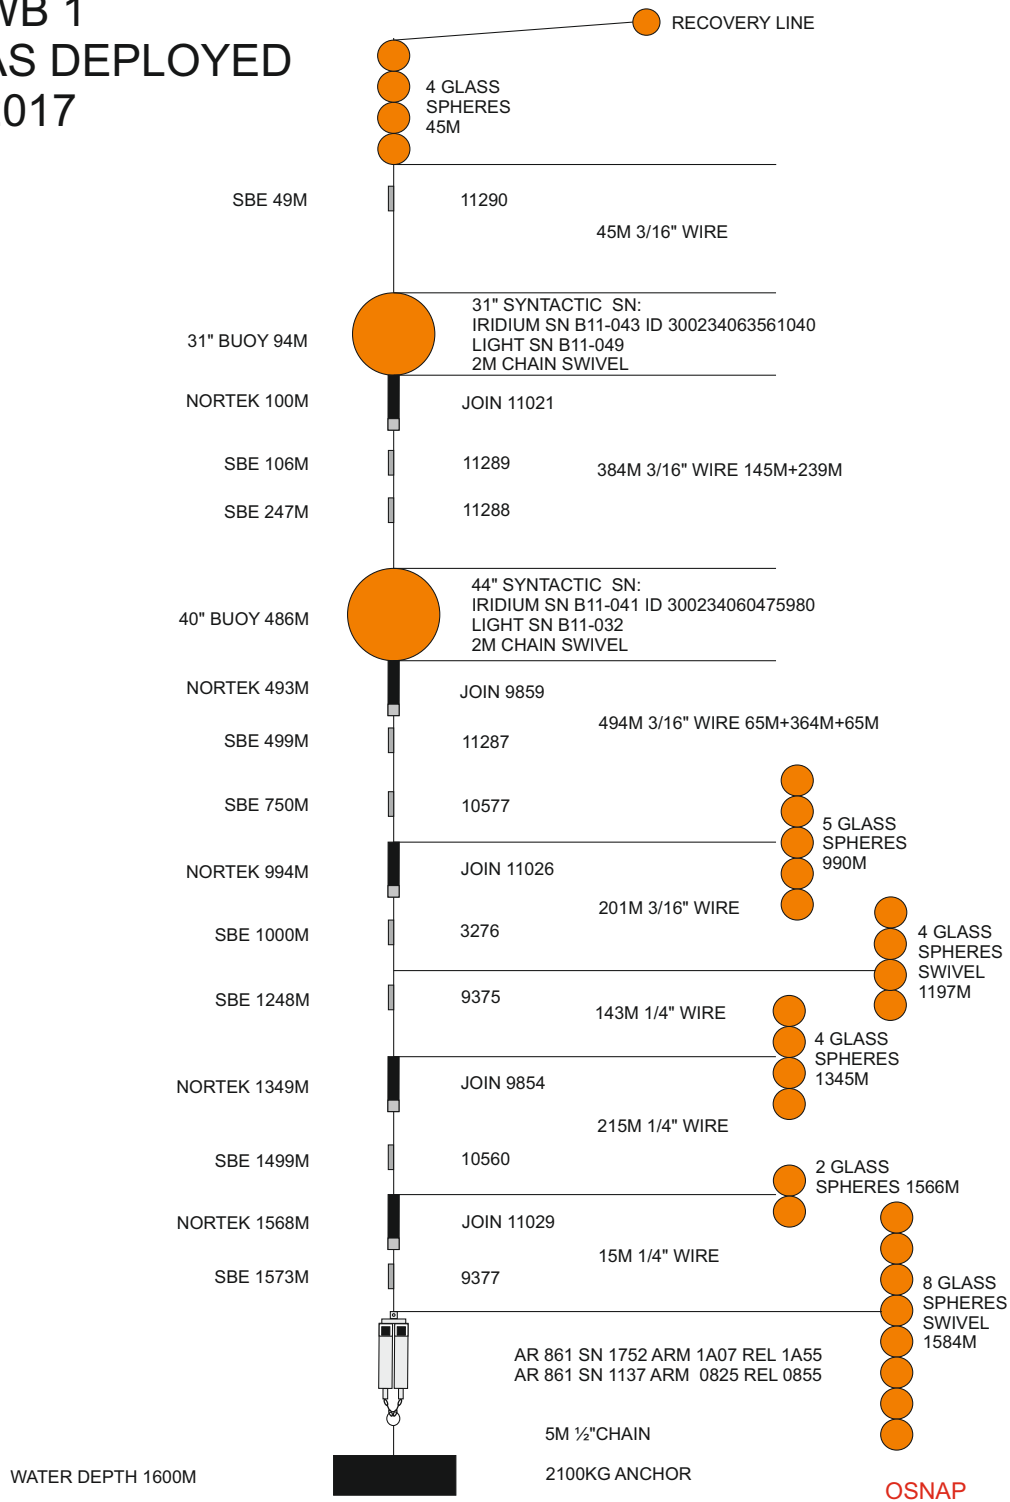 WB 1
AS DEPLOYED
2017
RECOVERY LINE
4 GLASS
SPHERES
45M
SBE 49M
11290
45M 3/16" WIRE
31" SYNTACTIC SN:
IRIDIUM SN B11-043 ID 300234063561040
31" BUOY 94M
LIGHT SN B11-049
2M CHAIN SWIVEL
NORTEK 100M
JOIN 11021
SBE 106M
11289
384M 3/16" WIRE 145M+239M
SBE 247M
11288
44" SYNTACTIC SN:
IRIDIUM SN B11-041 ID 300234060475980
40" BUOY 486M
LIGHT SN B11-032
2M CHAIN SWIVEL
NORTEK 493M
JOIN 9859
494M 3/16" WIRE 65M+364M+65M
SBE 499M
11287
SBE 750M
10577
5 GLASS
SPHERES
990M
NORTEK 994M
JOIN 11026
201M 3/16" WIRE
SBE 1000M
3276
4 GLASS
SPHERES
SWIVEL
1197M
SBE 1248M
9375
143M 1/4" WIRE
4 GLASS
SPHERES
1345M
NORTEK 1349M
JOIN 9854
215M 1/4" WIRE
SBE 1499M
10560
2 GLASS
SPHERES 1566M
NORTEK 1568M
JOIN 11029
15M 1/4" WIRE
SBE 1573M
9377
8 GLASS
SPHERES
SWIVEL
1584M
AR 861 SN 1752 ARM 1A07 REL 1A55
AR 861 SN 1137 ARM 0825 REL 0855
5M ½"CHAIN
WATER DEPTH 1600M
2100KG ANCHOR
OSNAP